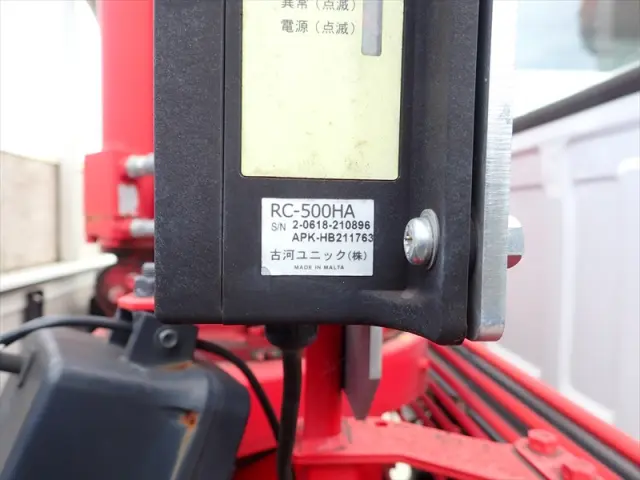 異常（点滅）
電源（点滅）
RC-500HA
S/N 2-0618-210896
APK-HB211763
古河ユニック(株)
MADE IN MALTA